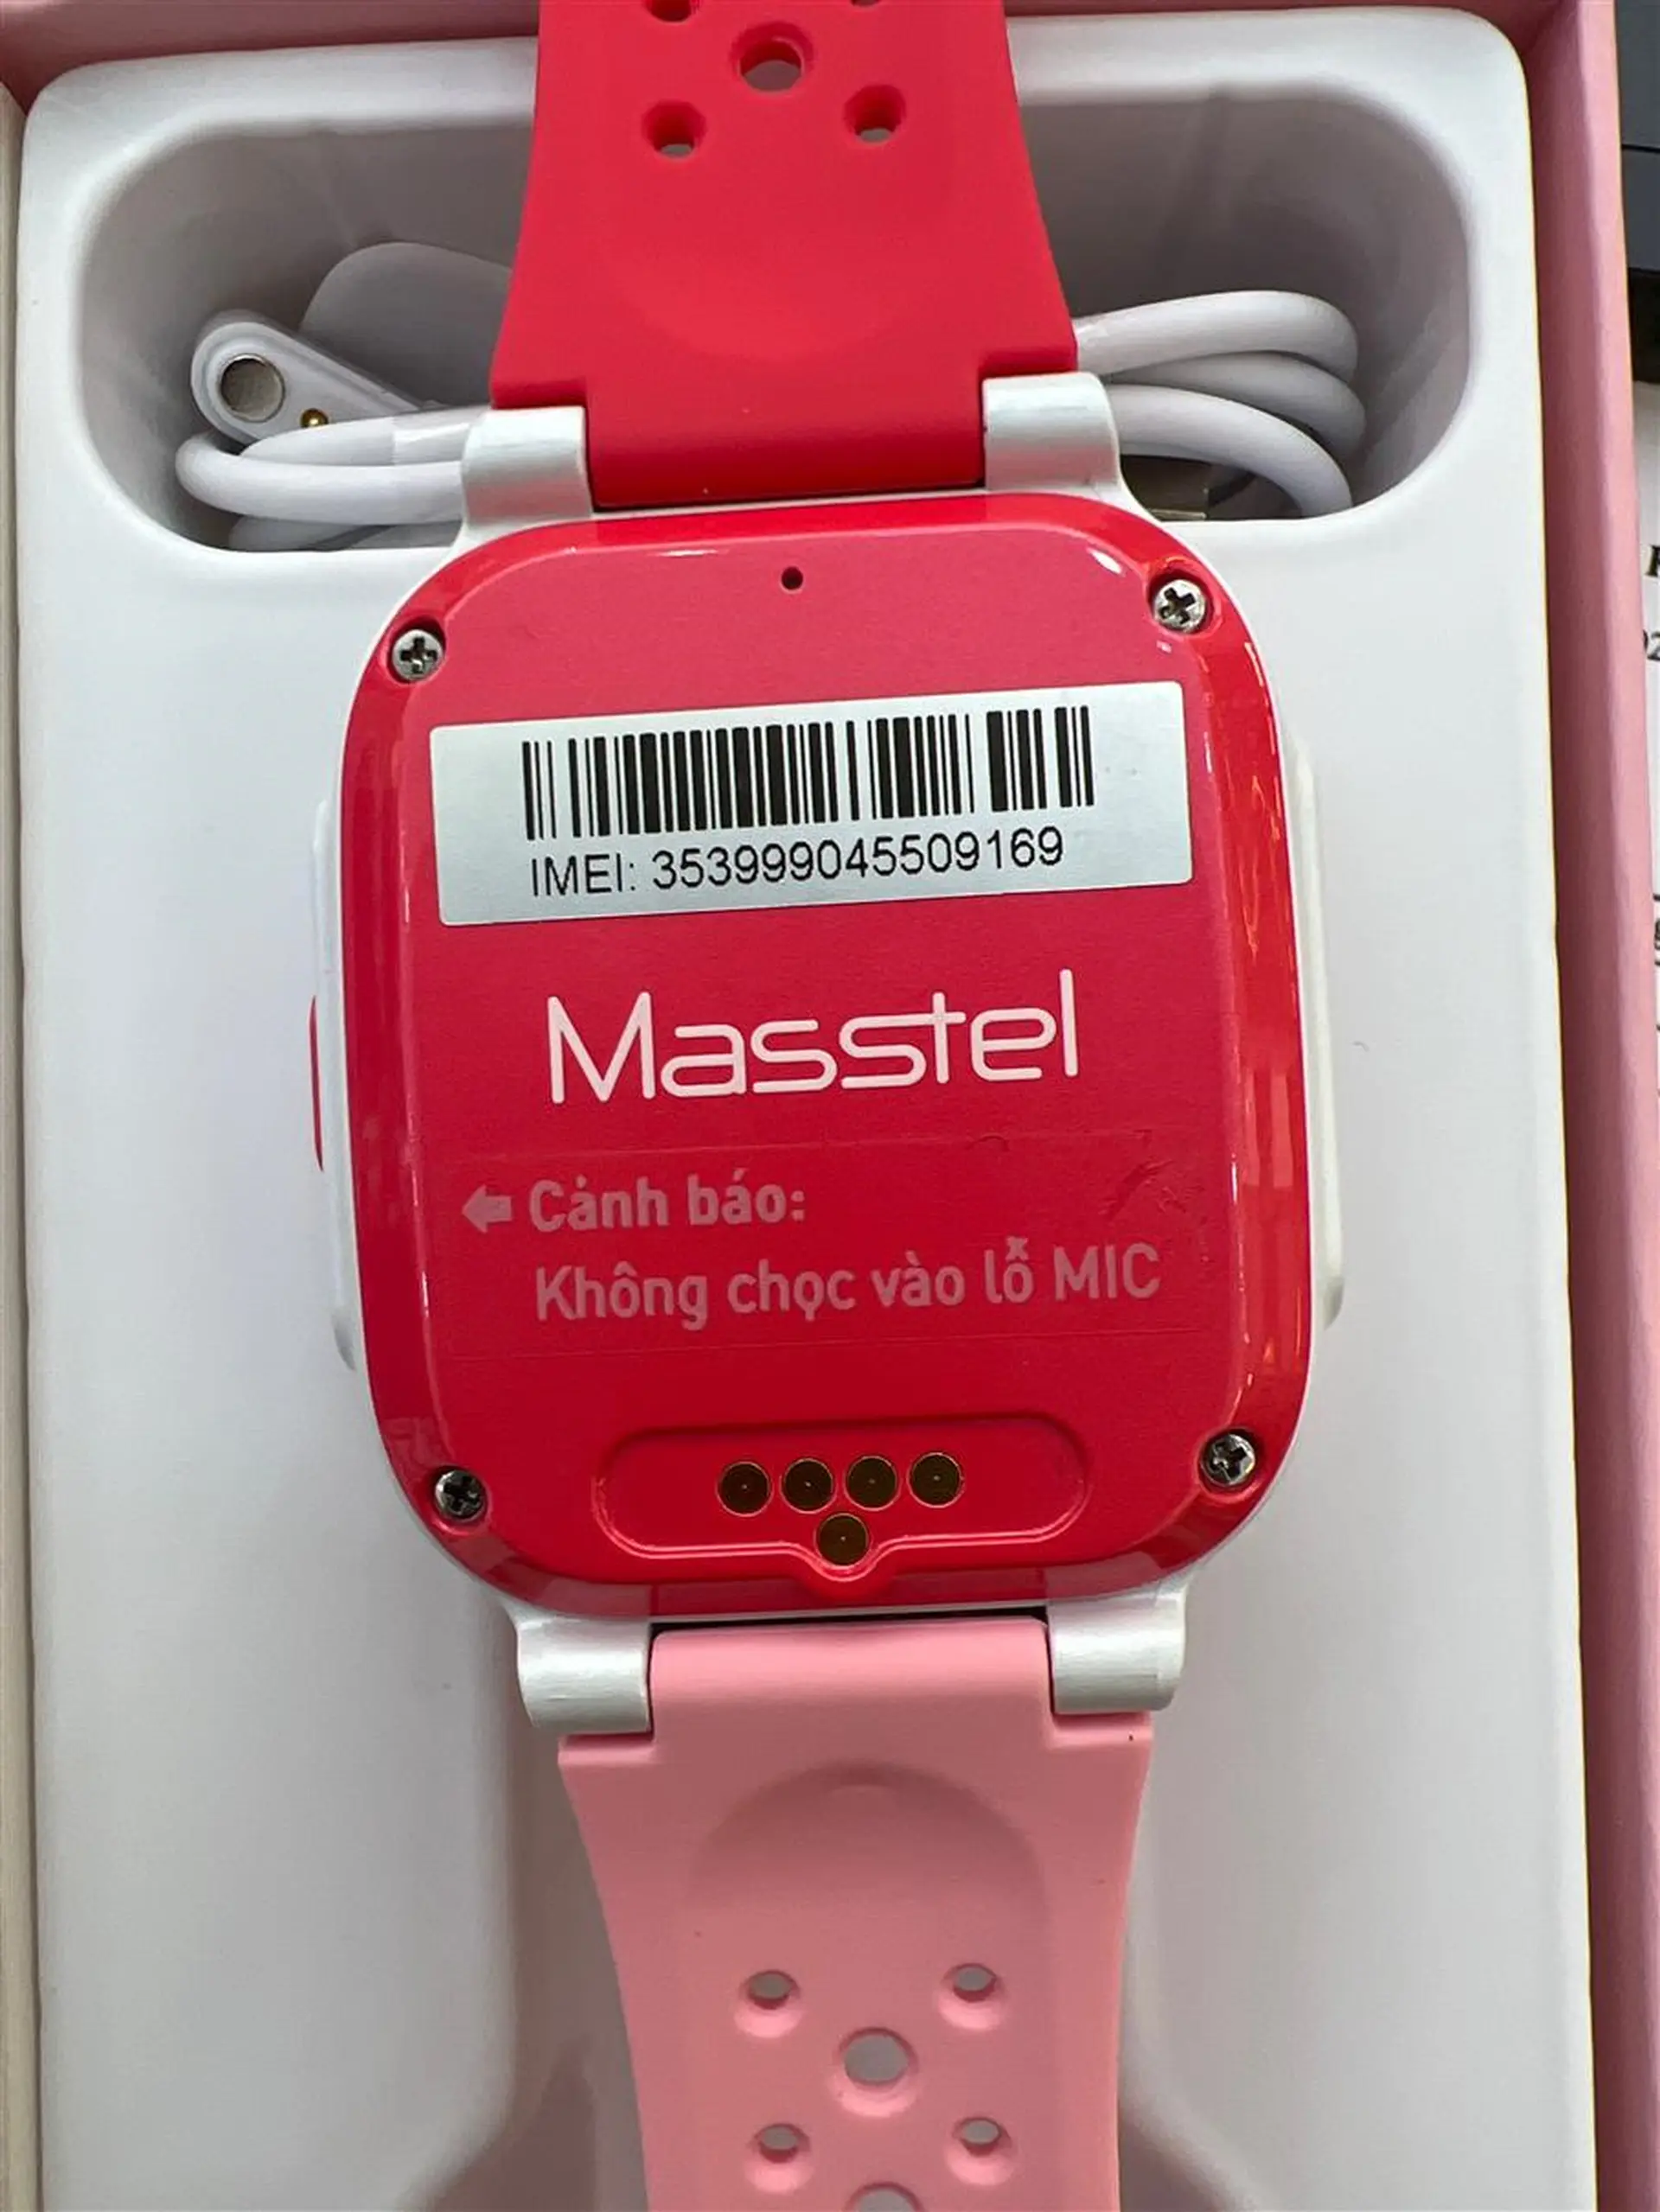 IMEI: 353999045509169
Masstel
Cảnh báo:
Không chọc vào lỗ MIC